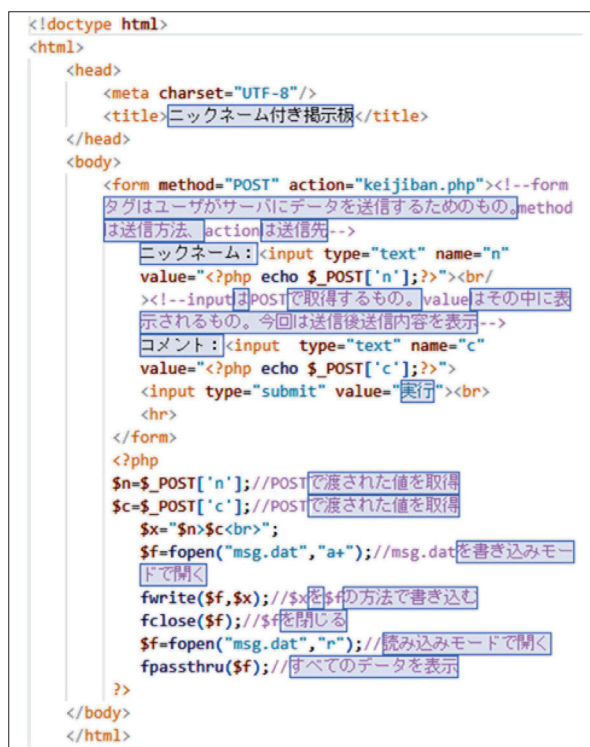 <!doctype html>
<html>
<head>
<meta charset="UTF-8"/>
<title>ニックネーム付き掲示板</title>
</head>
<body>
<form method="POST" action="keijiban.php"><!--form
タグはユーザがサーバにデータを送信するためのもの。method
は送信方法、actionは送信先-->
ニックネーム：<input type="text" name="n"
value="<?php echo $_POST['n'];?>"><br/
><!--inputはPOSTで取得するもの。valueはその中に表
示されるもの。今回は送信後送信内容を表示-->
コメント：<input  type="text" name="c"
value="<?php echo $_POST['c'];?>">
<input type="submit" value="実行"><br>
<hr>
</form>
<?php
$n=$_POST['n'];//POSTで渡された値を取得
$c=$_POST['c'];//POSTで渡された値を取得
$x="$n>$c<br>";
$f=fopen("msg.dat","a+");//msg.datを書き込みモー
ドで開く
fwrite($f,$x);//$xを$fの方法で書き込む
fclose($f);//$fを閉じる
$f=fopen("msg.dat","r");//読み込みモードで開く
fpassthru($f);//すべてのデータを表示
?>
</body>
</html>